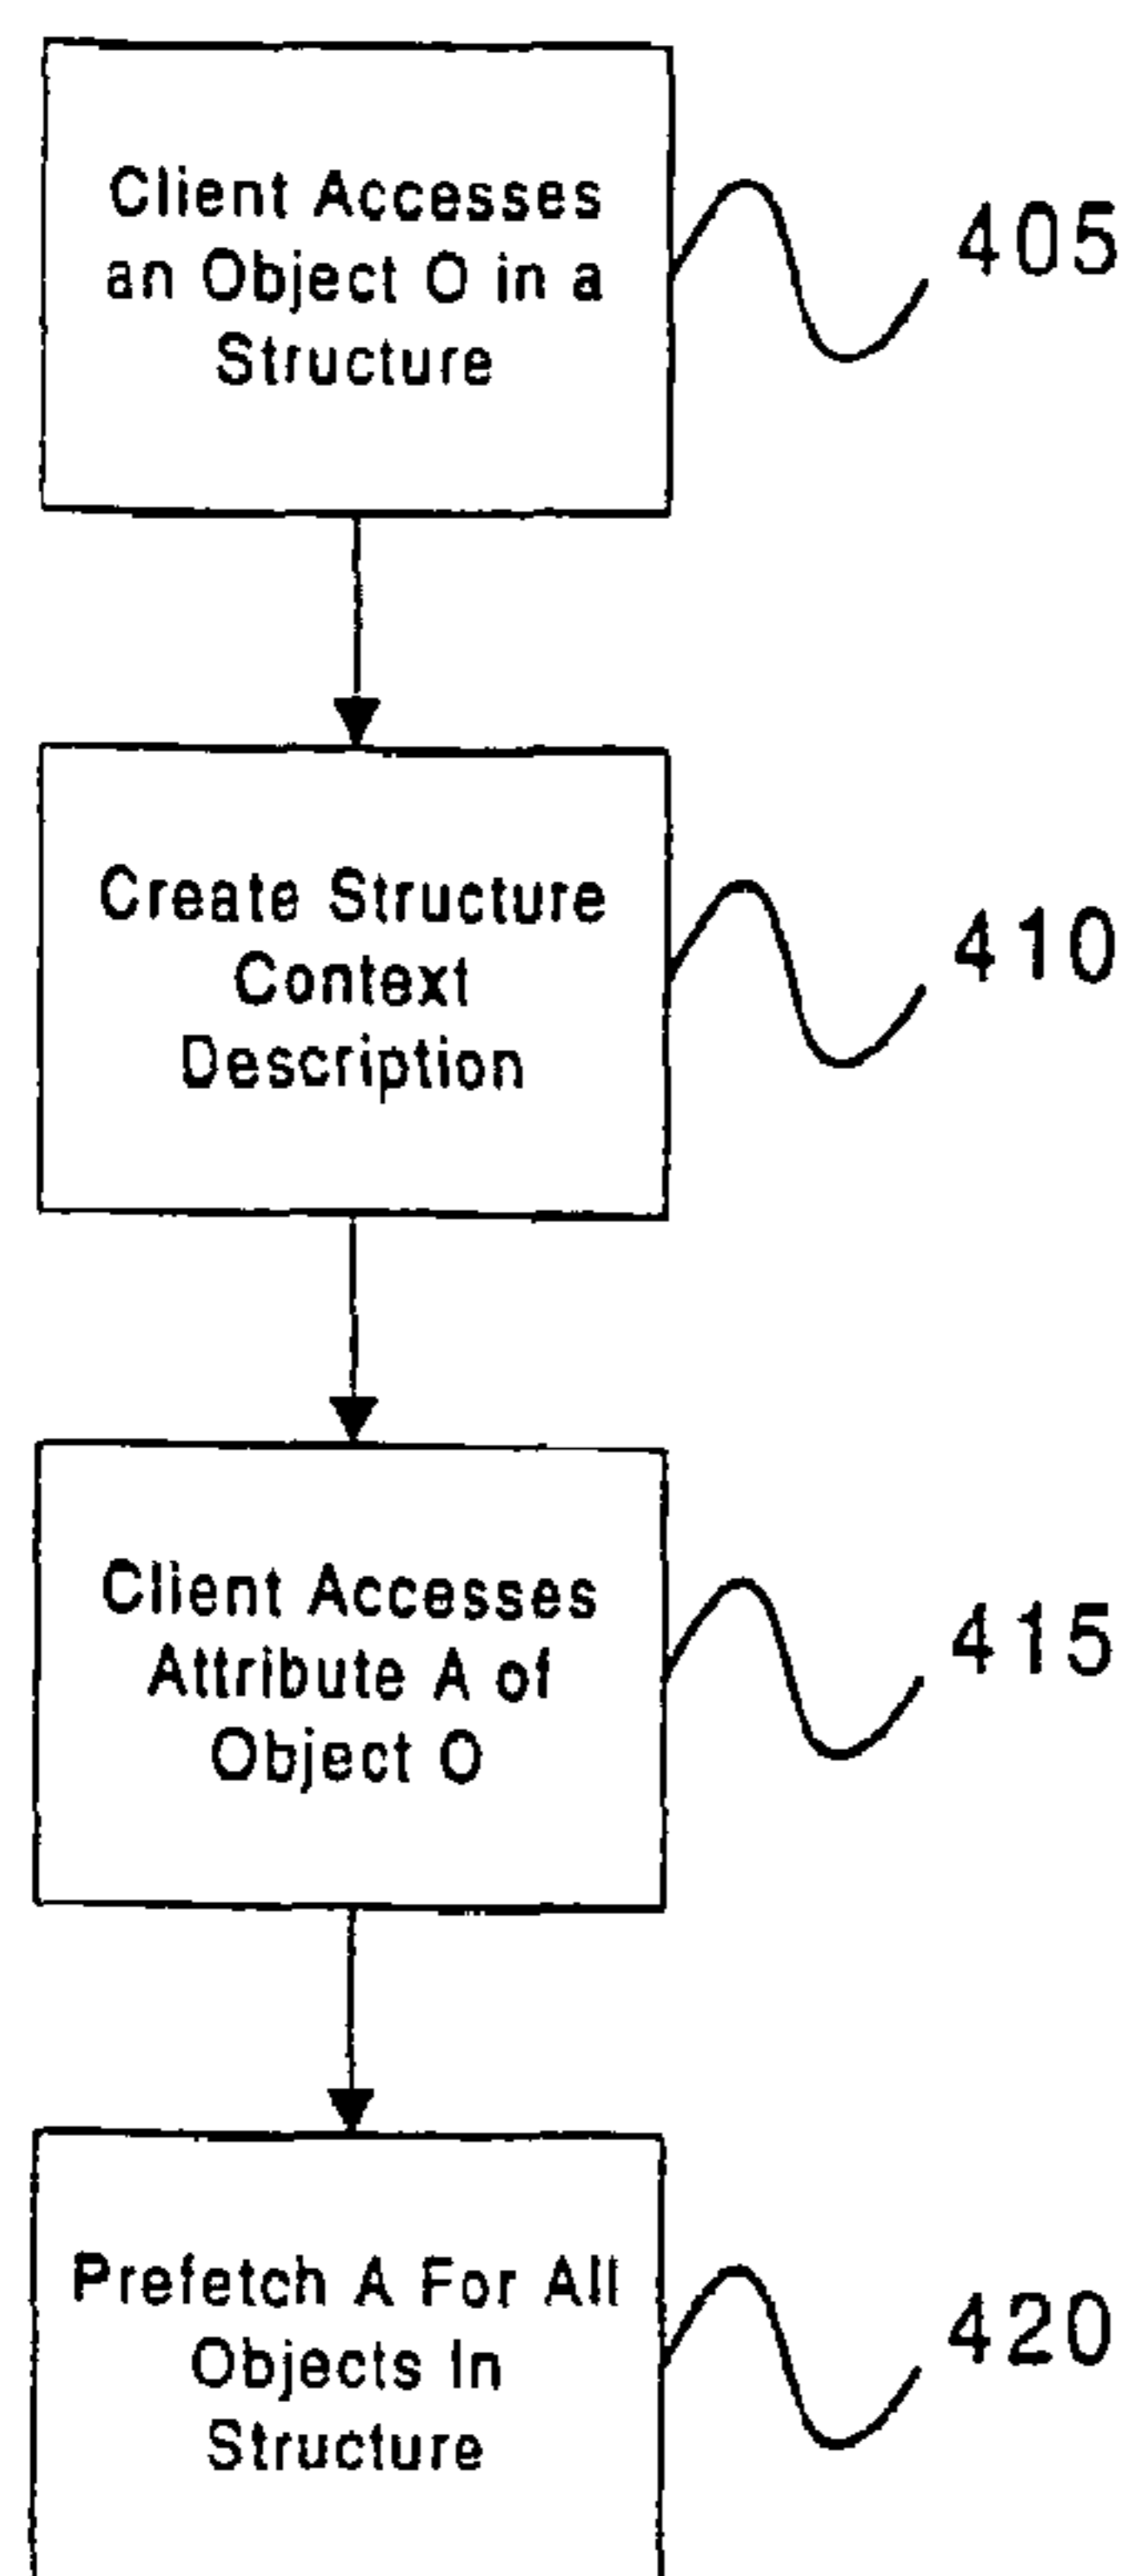 Client Accesses
an Object O in a
Structure
405
Create Structure
Context
Description
410
Client Accesses
Attribute A of
Object O
415
Prefetch A For All
Objects In
Structure
420